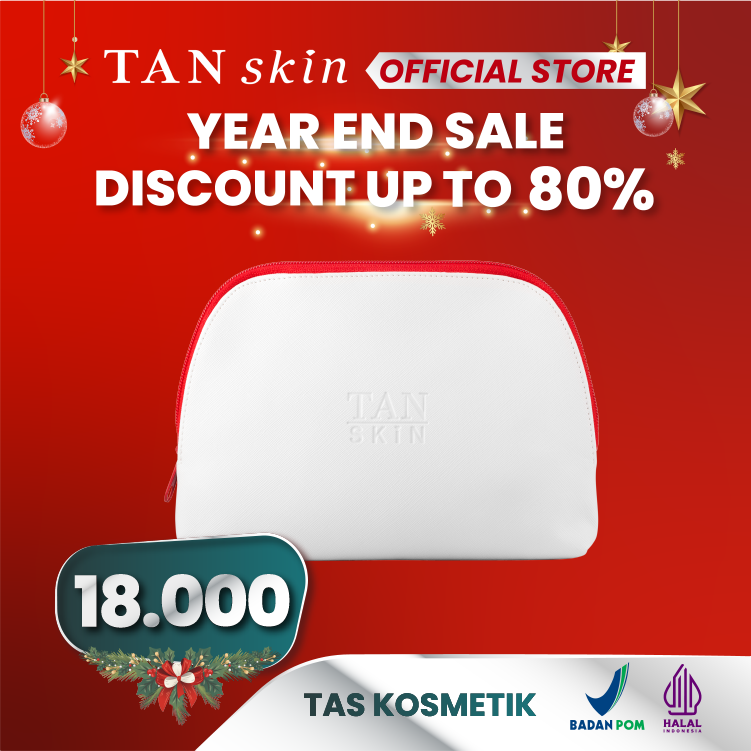 TAN skin OFFICIAL STORE
YEAR END SALE
DISCOUNT UP TO 80%
TAN
SKiN
18.000
TAS KOSMETIK
BADAN POM
HALAL
INDONESIA